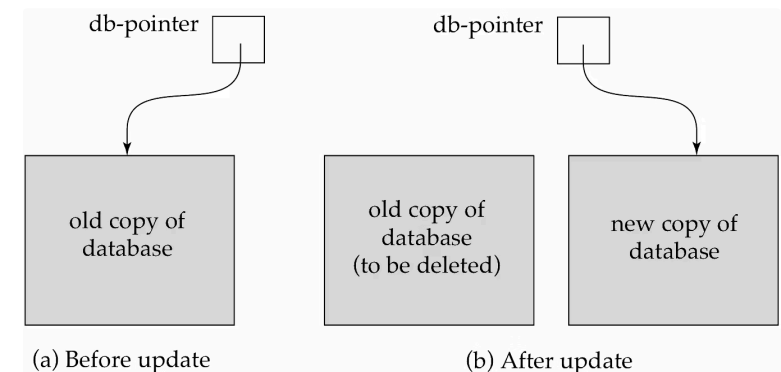 db-pointer
old copy of
database
(a) Before update
db-pointer
old copy of
database
(to be deleted)
new copy of
database
(b) After update